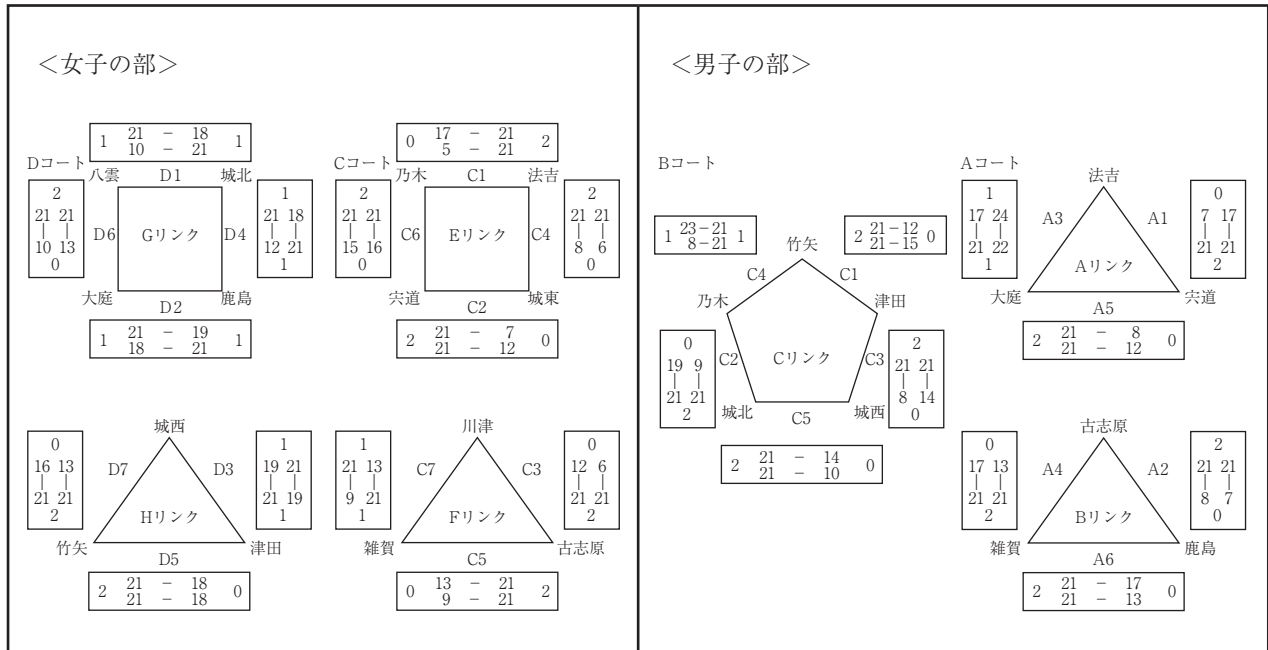 <女子の部>
1 21 − 18 1
10 − 21
Dコート
八雲 D1 城北
2
21 21
| |
10 13
0
D6 Gリンク D4
1
21 18
| |
12 21
1
大庭 D2 鹿島
1 21 − 19 1
18 − 21
0 17 − 21 2
5 − 21
Cコート
乃木 C1 法吉
2
21 21
| |
15 16
0
C6 Eリンク C4
2
21 21
| |
8 6
0
宍道 C2 城東
2 21 − 7 0
21 − 12
城西
0
16 13
| |
21 21
2
D7 D3
Hリンク
1
19 21
| |
21 19
1
竹矢 D5 津田
2 21 − 18 0
21 − 18
川津
1
21 13
| |
9 21
1
C7 C3
Fリンク
0
12 6
| |
21 21
2
雑賀 C5 古志原
0 13 − 21 2
9 − 21
<男子の部>
Bコート
1 23−21 1
8−21
2 21−12 0
21−15
竹矢
C4 C1
乃木 津田
0
19 9
| |
21 21
2
C2 Cリンク C3
2
21 21
| |
8 14
0
城北 C5 城西
2 21 − 14 0
21 − 10
Aコート
法吉
1
17 24
| |
21 22
1
A3 A1
Aリンク
0
7 17
| |
21 21
2
大庭 A5 宍道
2 21 − 8 0
21 − 12
古志原
0
17 13
| |
21 21
2
A4 A2
Bリンク
2
21 21
| |
8 7
0
雑賀 A6 鹿島
2 21 − 17 0
21 − 13